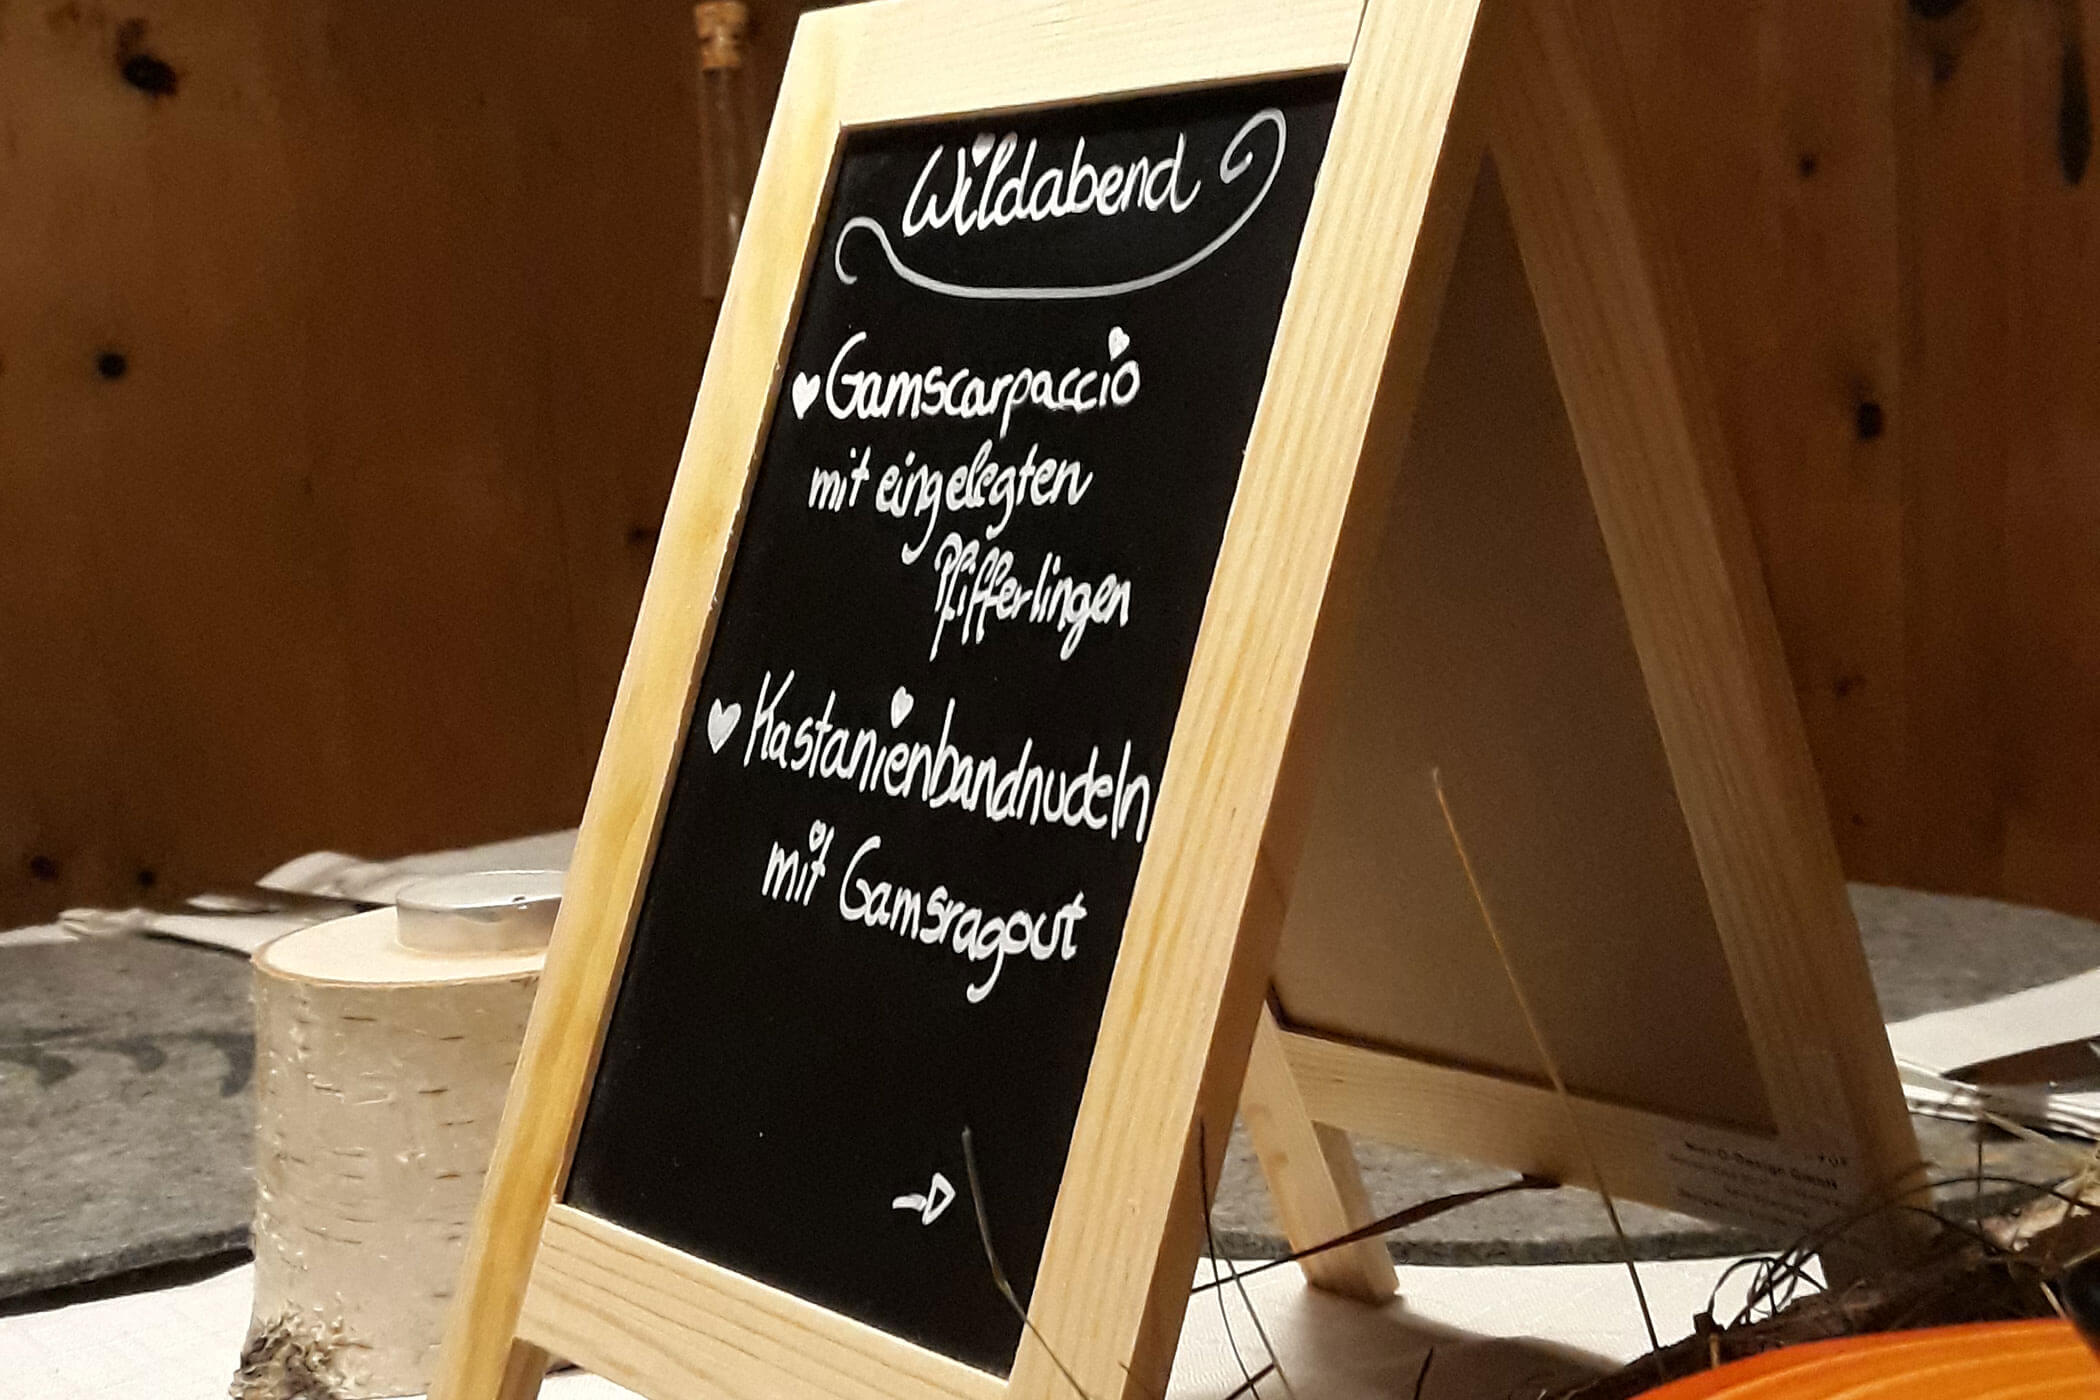 Wildabend
Gamscarpaccio
mit eingelegten
Pfifferlingen
Kastanienbandnudeln
mit Gamsragout